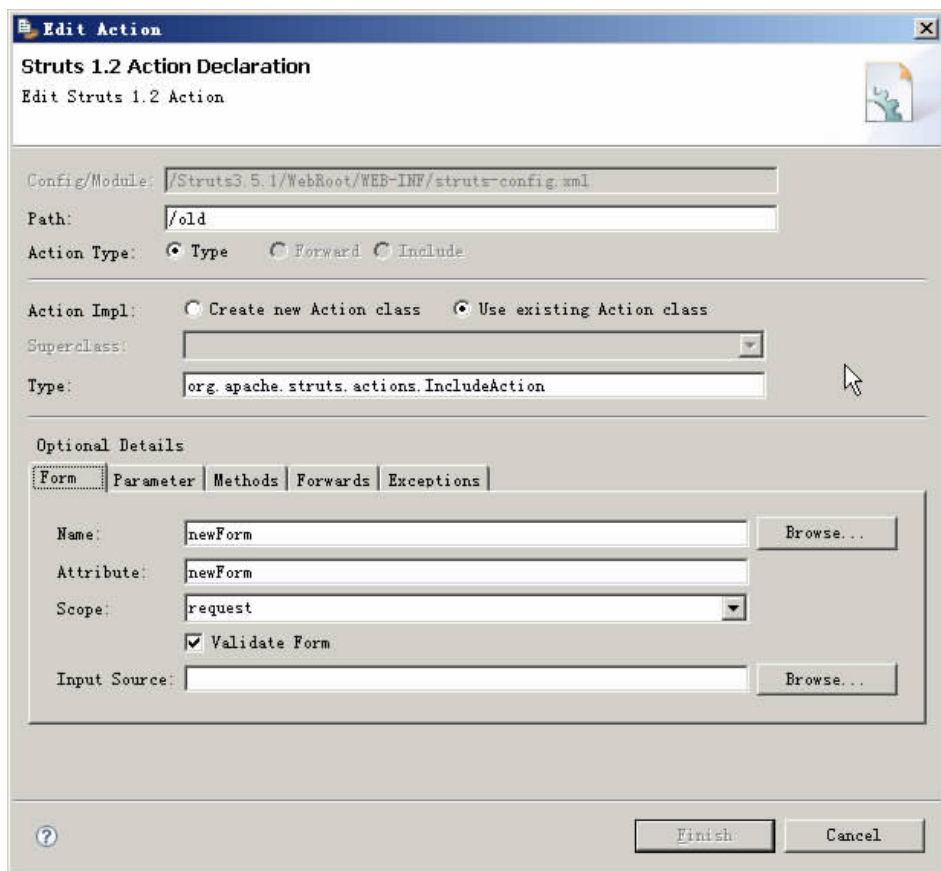 Edit Action
Struts 1.2 Action Declaration
Edit Struts 1.2 Action
Config/Module: /Struts3.5.1/WebRoot/WEB-INF/struts-config.xml
Path: /old
Action Type: Type Forward Include
Action Impl: Create new Action class Use existing Action class
Superclass:
Type: org.apache.struts.actions.IncludeAction
Optional Details
Form Parameter Methods Forwards Exceptions
Name: newForm Browse...
Attribute: newForm
Scope: request
Validate Form
Input Source: Browse...
? Finish Cancel